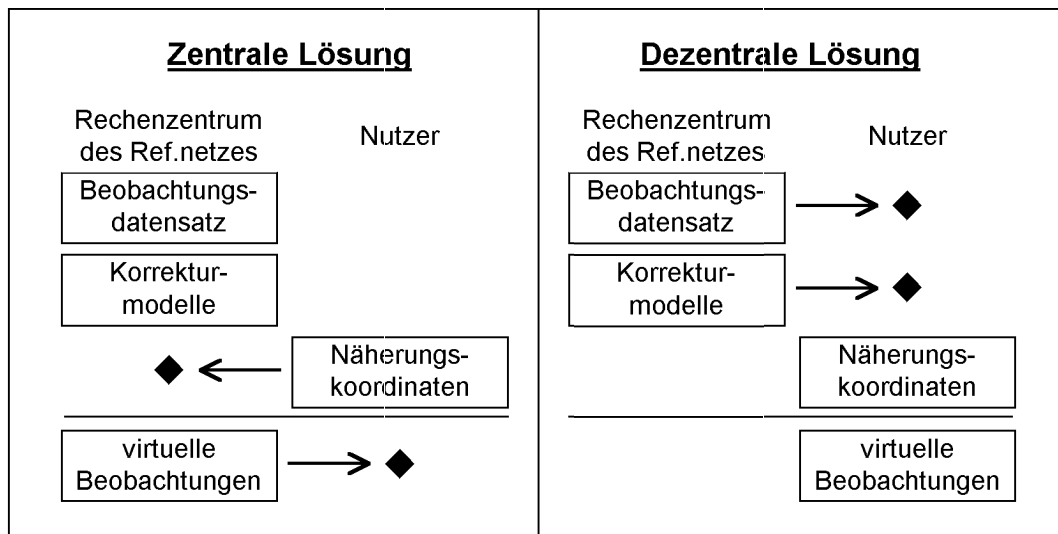 Zentrale Lösung
Rechenzentrum
des Ref.netzes
Nutzer
Beobachtungs-
datensatz
Korrektur-
modelle
Näherungs-
koordinaten
virtuelle
Beobachtungen
Dezentrale Lösung
Rechenzentrum
des Ref.netzes
Nutzer
Beobachtungs-
datensatz
Korrektur-
modelle
Näherungs-
koordinaten
virtuelle
Beobachtungen